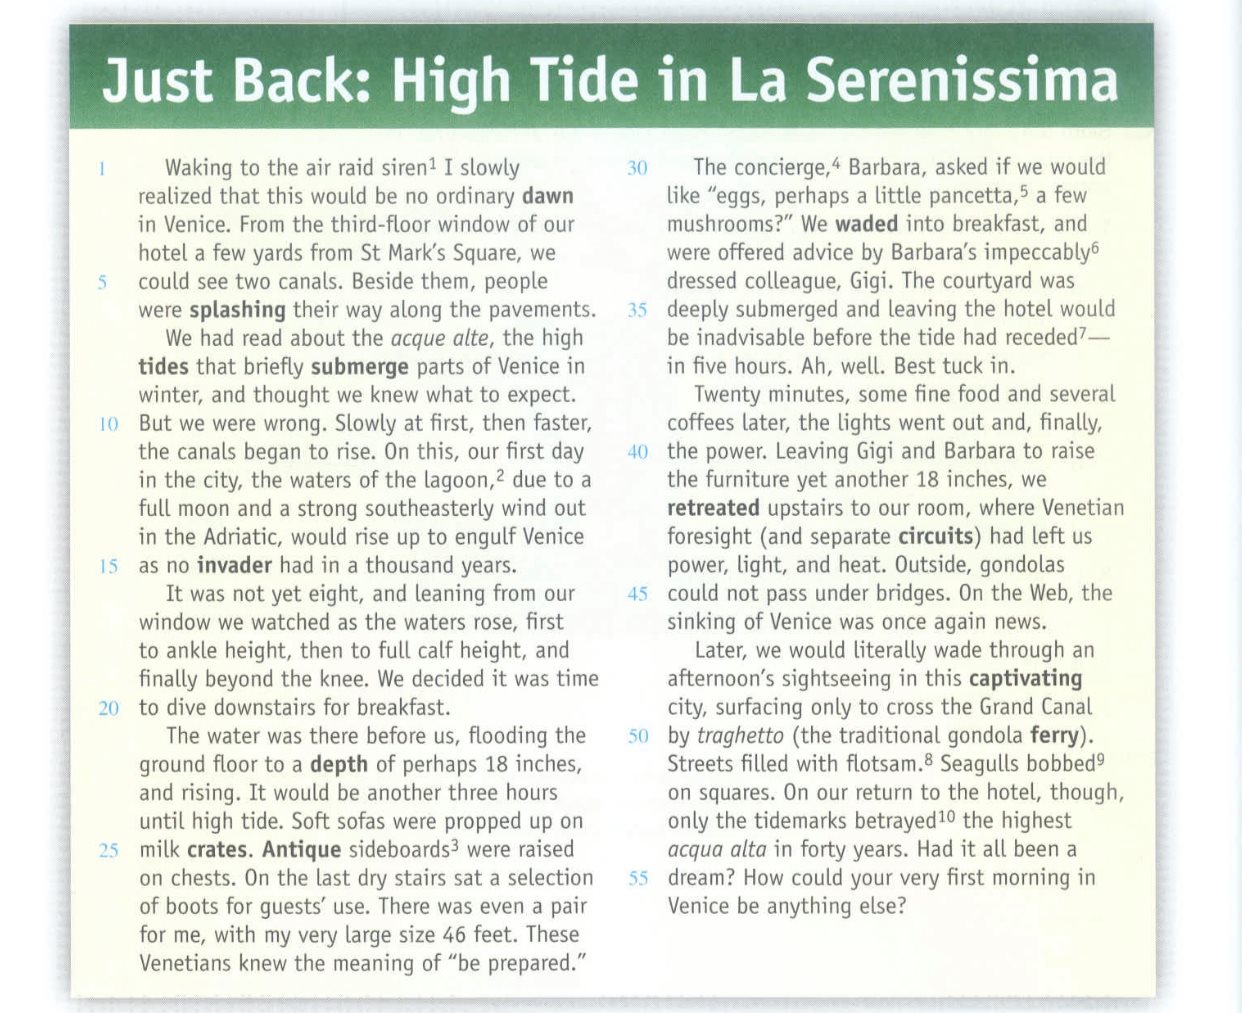 Just Back: High Tide in La Serenissima
1 Waking to the air raid siren1 I slowly
realized that this would be no ordinary dawn
in Venice. From the third-floor window of our
hotel a few yards from St Mark's Square, we
5 could see two canals. Beside them, people
were splashing their way along the pavements.
We had read about the acque alte, the high
tides that briefly submerge parts of Venice in
winter, and thought we knew what to expect.
10 But we were wrong. Slowly at first, then faster,
the canals began to rise. On this, our first day
in the city, the waters of the lagoon,2 due to a
full moon and a strong southeasterly wind out
in the Adriatic, would rise up to engulf Venice
15 as no invader had in a thousand years.
It was not yet eight, and leaning from our
window we watched as the waters rose, first
to ankle height, then to full calf height, and
finally beyond the knee. We decided it was time
20 to dive downstairs for breakfast.
The water was there before us, flooding the
ground floor to a depth of perhaps 18 inches,
and rising. It would be another three hours
until high tide. Soft sofas were propped up on
25 milk crates. Antique sideboards3 were raised
on chests. On the last dry stairs sat a selection
of boots for guests' use. There was even a pair
for me, with my very large size 46 feet. These
Venetians knew the meaning of "be prepared."
30 The concierge,4 Barbara, asked if we would
like "eggs, perhaps a little pancetta,5 a few
mushrooms?" We waded into breakfast, and
were offered advice by Barbara's impeccably6
dressed colleague, Gigi. The courtyard was
35 deeply submerged and leaving the hotel would
be inadvisable before the tide had receded7—
in five hours. Ah, well. Best tuck in.
Twenty minutes, some fine food and several
coffees later, the lights went out and, finally,
40 the power. Leaving Gigi and Barbara to raise
the furniture yet another 18 inches, we
retreated upstairs to our room, where Venetian
foresight (and separate circuits) had left us
power, light, and heat. Outside, gondolas
45 could not pass under bridges. On the Web, the
sinking of Venice was once again news.
Later, we would literally wade through an
afternoon's sightseeing in this captivating
city, surfacing only to cross the Grand Canal
50 by traghetto (the traditional gondola ferry).
Streets filled with flotsam.8 Seagulls bobbed9
on squares. On our return to the hotel, though,
only the tidemarks betrayed10 the highest
acqua alta in forty years. Had it all been a
55 dream? How could your very first morning in
Venice be anything else?